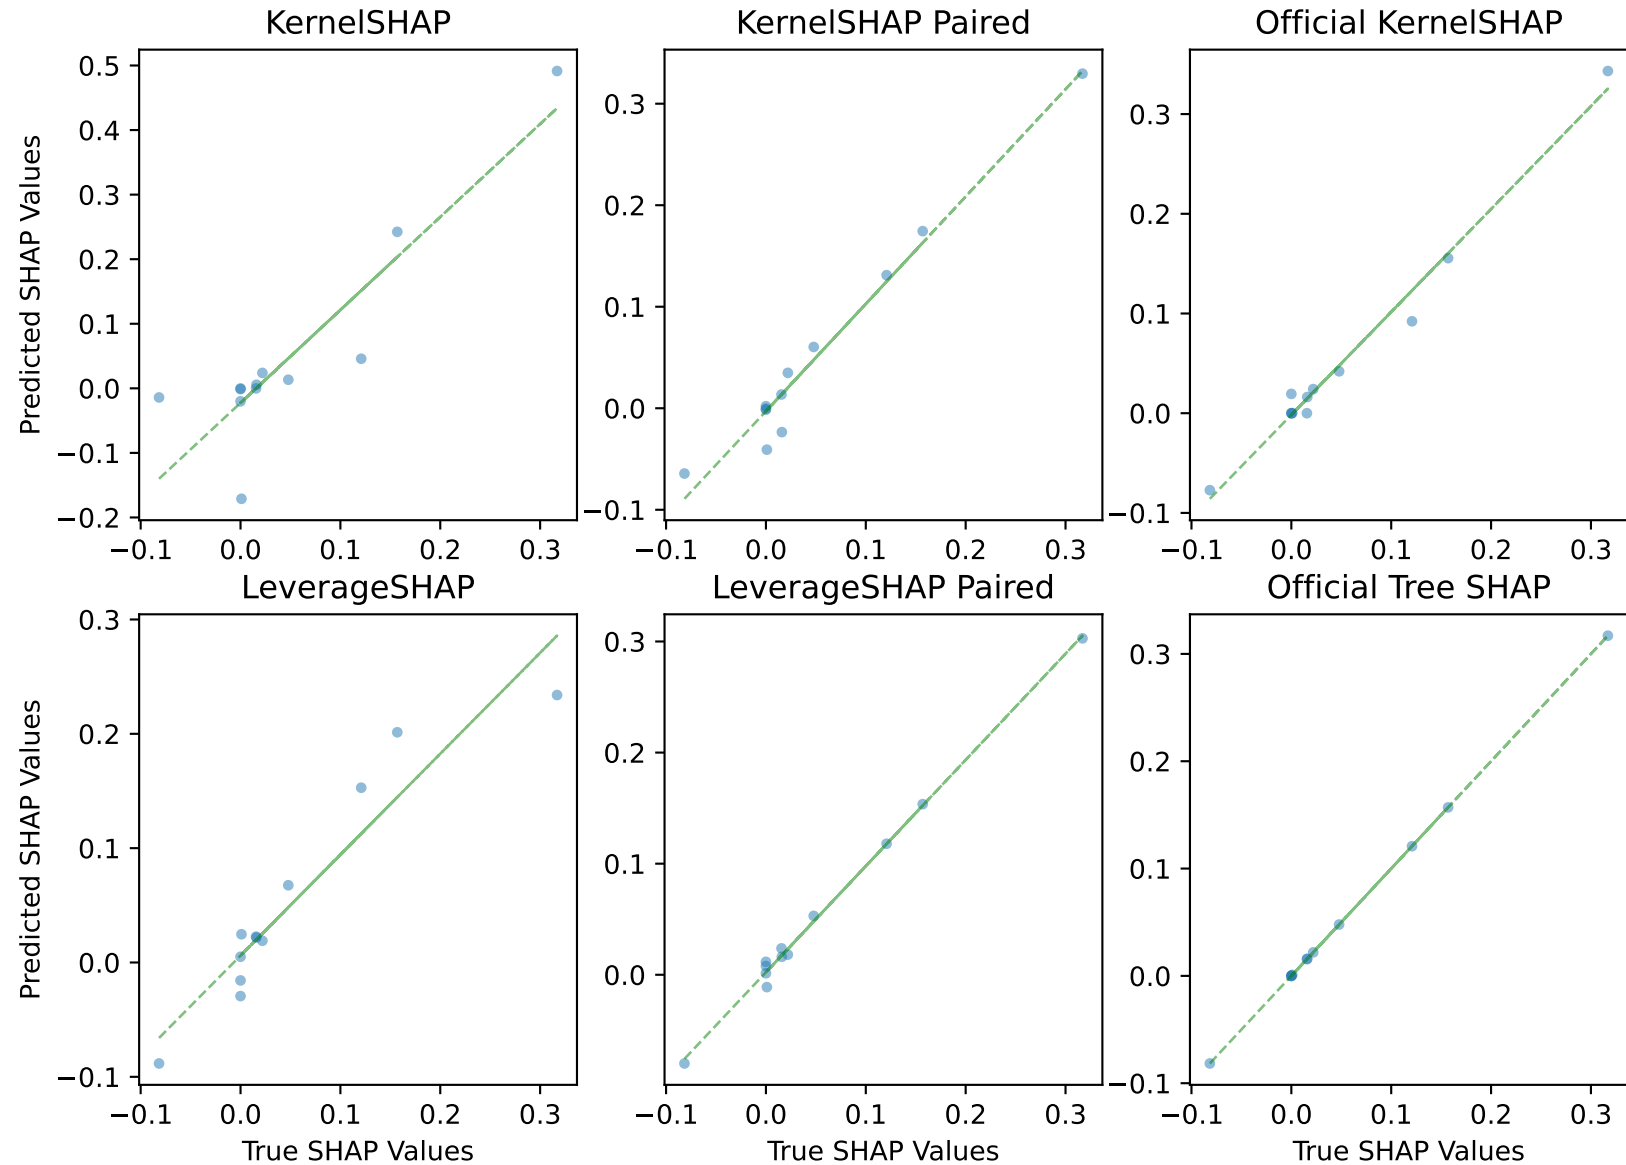 KernelSHAP
KernelSHAP Paired
Official KernelSHAP
Predicted SHAP Values
0.5
0.4
0.3
0.2
0.1
0.0
−0.1
−0.2
−0.1 0.0 0.1 0.2 0.3
0.3
0.2
0.1
0.0
−0.1
−0.1 0.0 0.1 0.2 0.3
0.3
0.2
0.1
0.0
−0.1
−0.1 0.0 0.1 0.2 0.3
LeverageSHAP
LeverageSHAP Paired
Official Tree SHAP
Predicted SHAP Values
0.3
0.2
0.1
0.0
−0.1
−0.1 0.0 0.1 0.2 0.3
True SHAP Values
0.3
0.2
0.1
0.0
−0.1 0.0 0.1 0.2 0.3
True SHAP Values
0.3
0.2
0.1
0.0
−0.1
−0.1 0.0 0.1 0.2 0.3
True SHAP Values